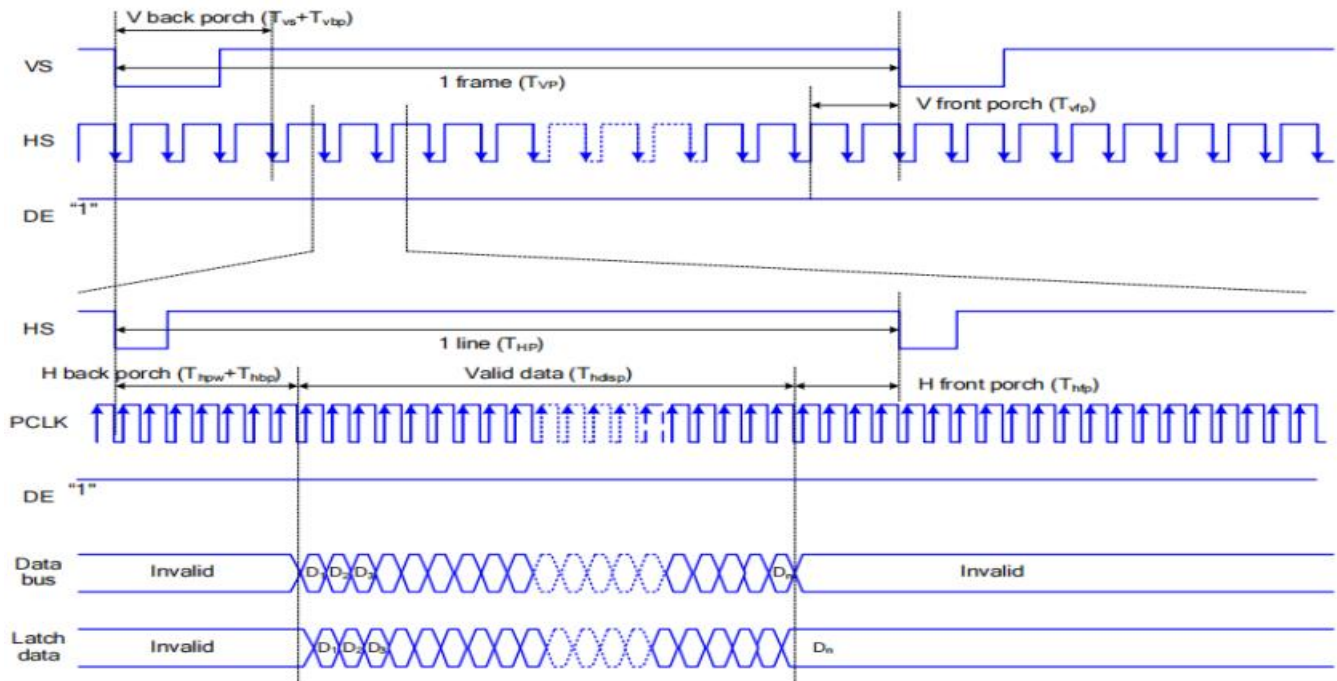 V back porch (Tvs+Tvbp)
VS
1 frame (TVP)
V front porch (Tvfp)
HS
DE "1"
HS
1 line (THP)
H back porch (Thpw+Thbp)
Valid data (Thdisp)
H front porch (Thfp)
PCLK
DE "1"
Data bus
Invalid
D1 D2 D3
Dn
Invalid
Latch data
Invalid
D1 D2 D3
Dn